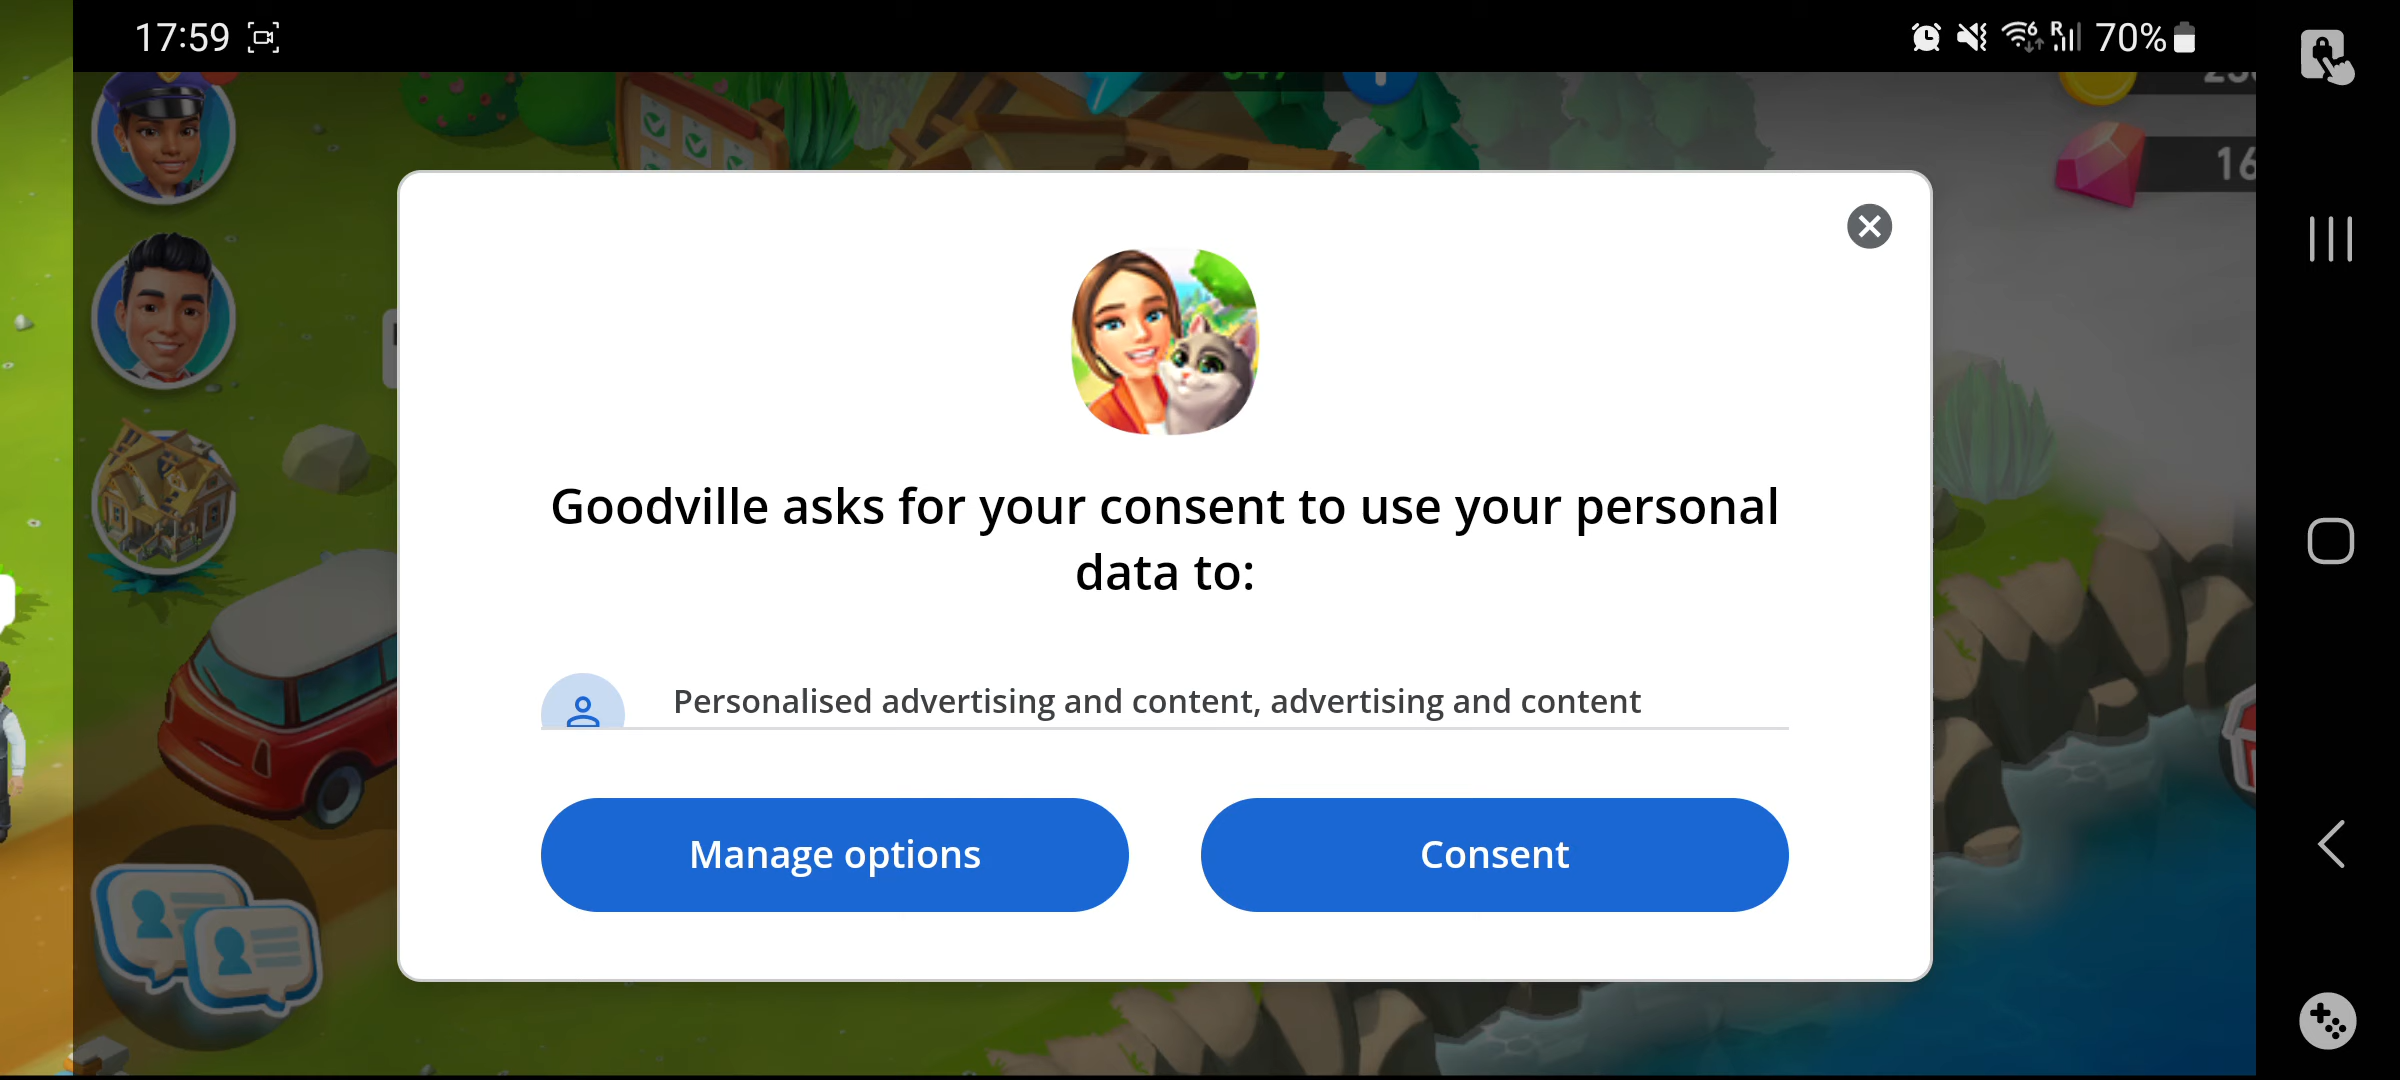 17:59
70%
16
Goodville asks for your consent to use your personal
data to:
Personalised advertising and content, advertising and content
Manage options
Consent